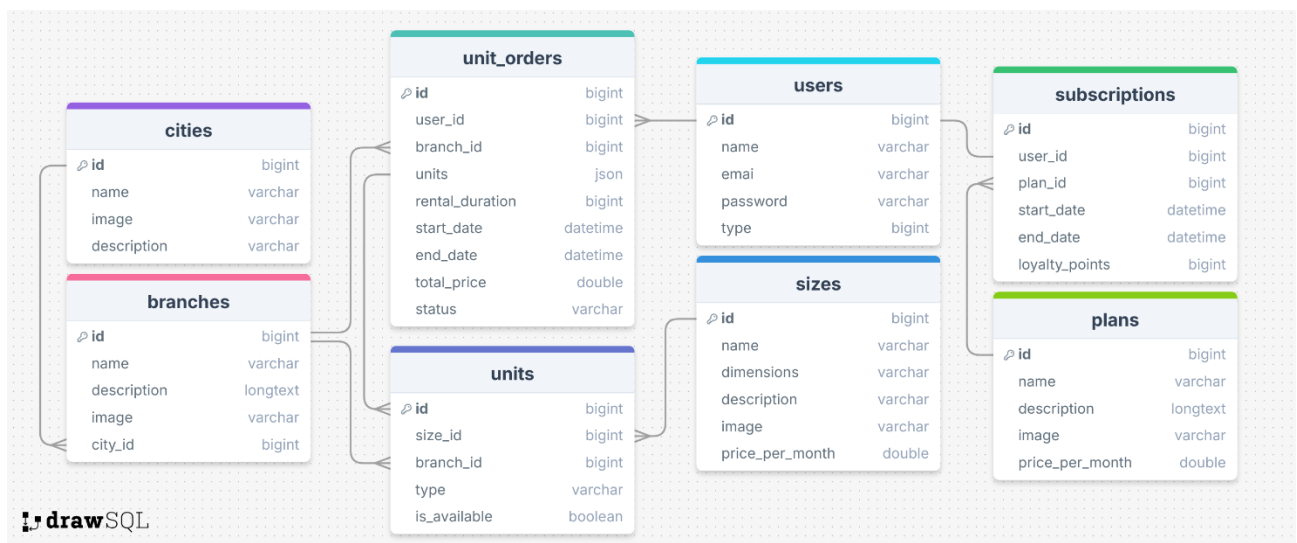 cities
id bigint
name varchar
image varchar
description varchar
branches
id bigint
name varchar
description longtext
image varchar
city_id bigint
unit_orders
id bigint
user_id bigint
branch_id bigint
units json
rental_duration bigint
start_date datetime
end_date datetime
total_price double
status varchar
units
id bigint
size_id bigint
branch_id bigint
type varchar
is_available boolean
users
id bigint
name varchar
emai varchar
password varchar
type bigint
sizes
id bigint
name varchar
dimensions varchar
description varchar
image varchar
price_per_month double
subscriptions
id bigint
user_id bigint
plan_id bigint
start_date datetime
end_date datetime
loyalty_points bigint
plans
id bigint
name varchar
description longtext
image varchar
price_per_month double
drawSQL